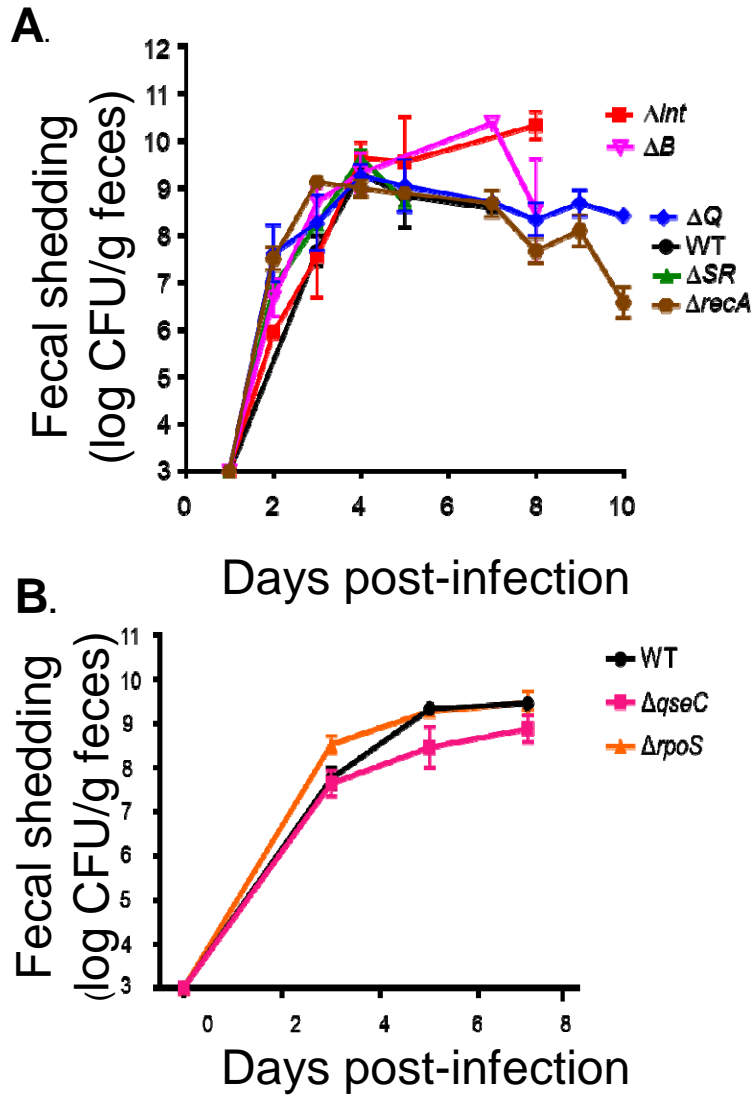 A.
Fecal shedding
(log CFU/g feces)
12
11
10
9
8
7
6
5
4
3
0 2 4 6 8 10
Days post-infection
ΔInt
ΔB
ΔQ
WT
ΔSR
ΔrecA
B.
Fecal shedding
(log CFU/g feces)
11
10
9
8
7
6
5
4
3
0 2 4 6 8
Days post-infection
WT
ΔqseC
ΔrpoS